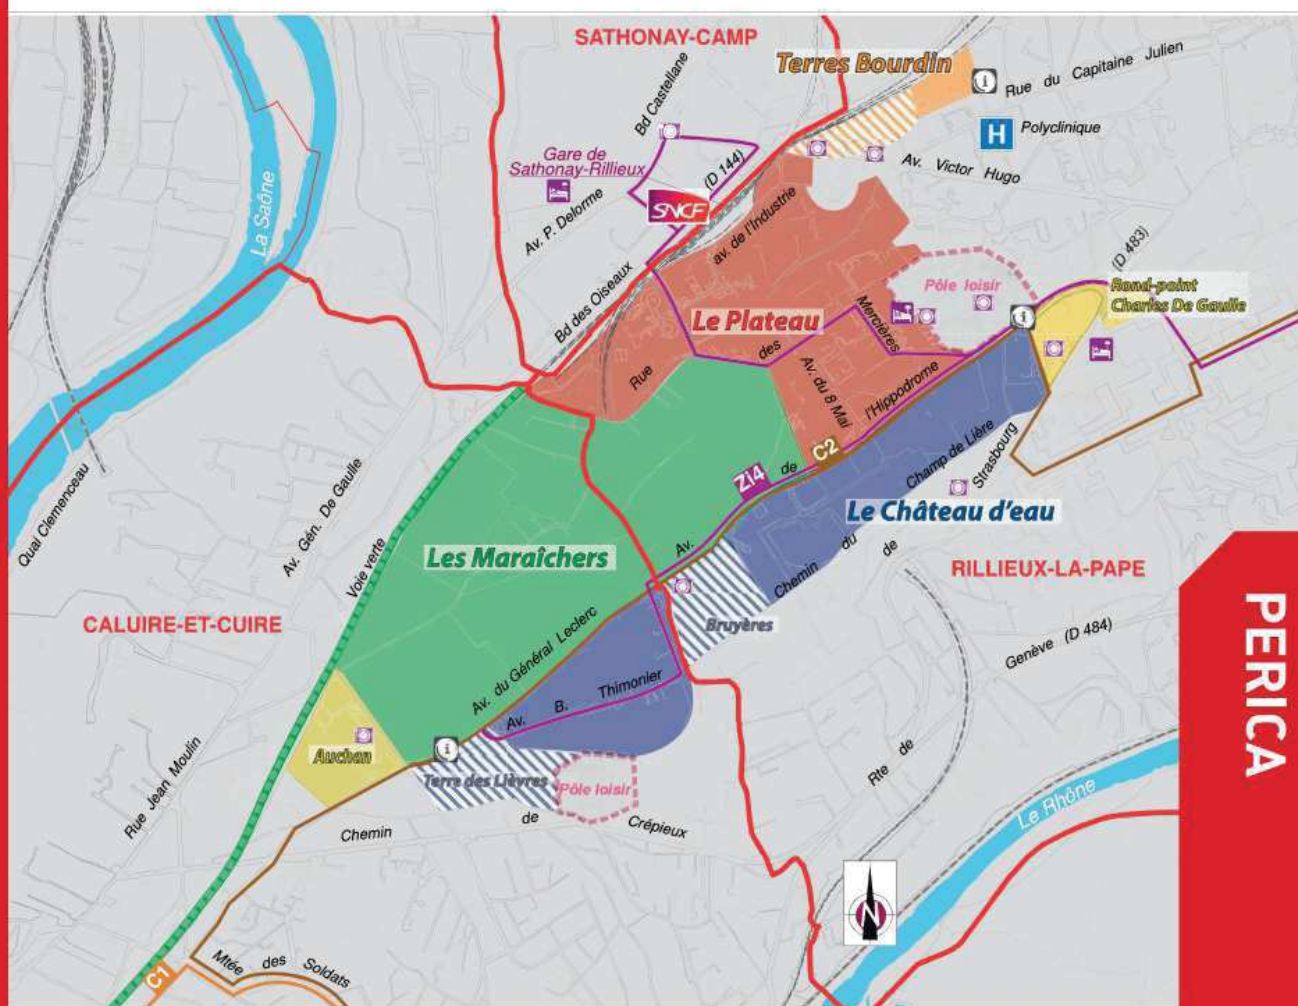 SATHONAY-CAMP
Terres Bourdin
i
Rue du Capitaine Julien
Bd Castellane
H
Polyclinique
Gare de
Sathonay-Rillieux
(D 144)
Av. Victor Hugo
SNCF
Av. P. Delorme
av. de l'Industrie
La Saône
(D 483)
Bd des Oiseaux
Pôle loisir
Rond-point
Charles De Gaulle
Le Plateau
Mercières
i
des
Rue
Av. du 8 Mai
l'Hippodrome
C2
Champ de Lière
Strasbourg
Zi4
de
Quai Clemenceau
Av. Gén. De Gaulle
Le Château d'eau
Voie verte
Les Maraîchers
Av.
du
de
RILLIEUX-LA-PAPE
Chemin
CALUIRE-ET-CUIRE
Bruyères
Av. du Général Leclerc
Genève (D 484)
PERICA
Av. B. Thimonier
Rue Jean Moulin
Auchan
i
Terre des Lièvres
Pôle loisir
Rte de
Le Rhône
Chemin de Crépieux
N
C1
Mtée des Soldats